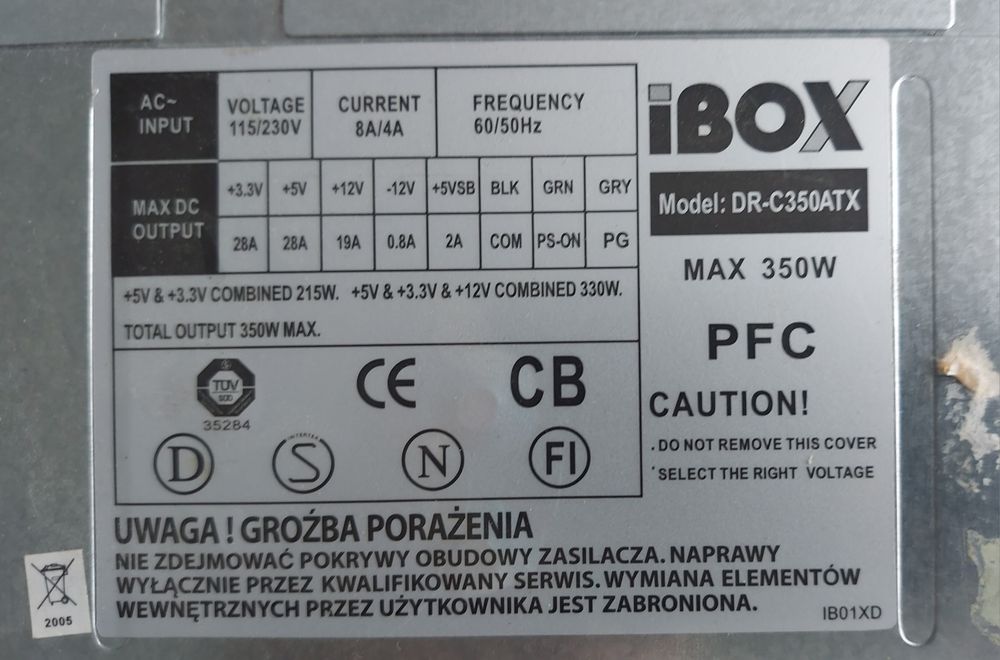 AC~ INPUT
VOLTAGE 115/230V
CURRENT 8A/4A
FREQUENCY 60/50Hz
MAX DC OUTPUT
+3.3V +5V +12V -12V +5VSB BLK GRN GRY
28A 28A 19A 0.8A 2A COM PS-ON PG
+5V & +3.3V COMBINED 215W. +5V & +3.3V & +12V COMBINED 330W.
TOTAL OUTPUT 350W MAX.
TÜV
35284
CE
CB
D
INTERTEK
S
N
FI
iBOX
Model: DR-C350ATX
MAX 350W
PFC
CAUTION!
. DO NOT REMOVE THIS COVER
· SELECT THE RIGHT VOLTAGE
UWAGA ! GROŹBA PORAŻENIA
NIE ZDEJMOWAĆ POKRYWY OBUDOWY ZASILACZA. NAPRAWY
WYŁĄCZNIE PRZEZ KWALIFIKOWANY SERWIS. WYMIANA ELEMENTÓW
WEWNĘTRZNYCH PRZEZ UŻYTKOWNIKA JEST ZABRONIONA.
IB01XD
2005